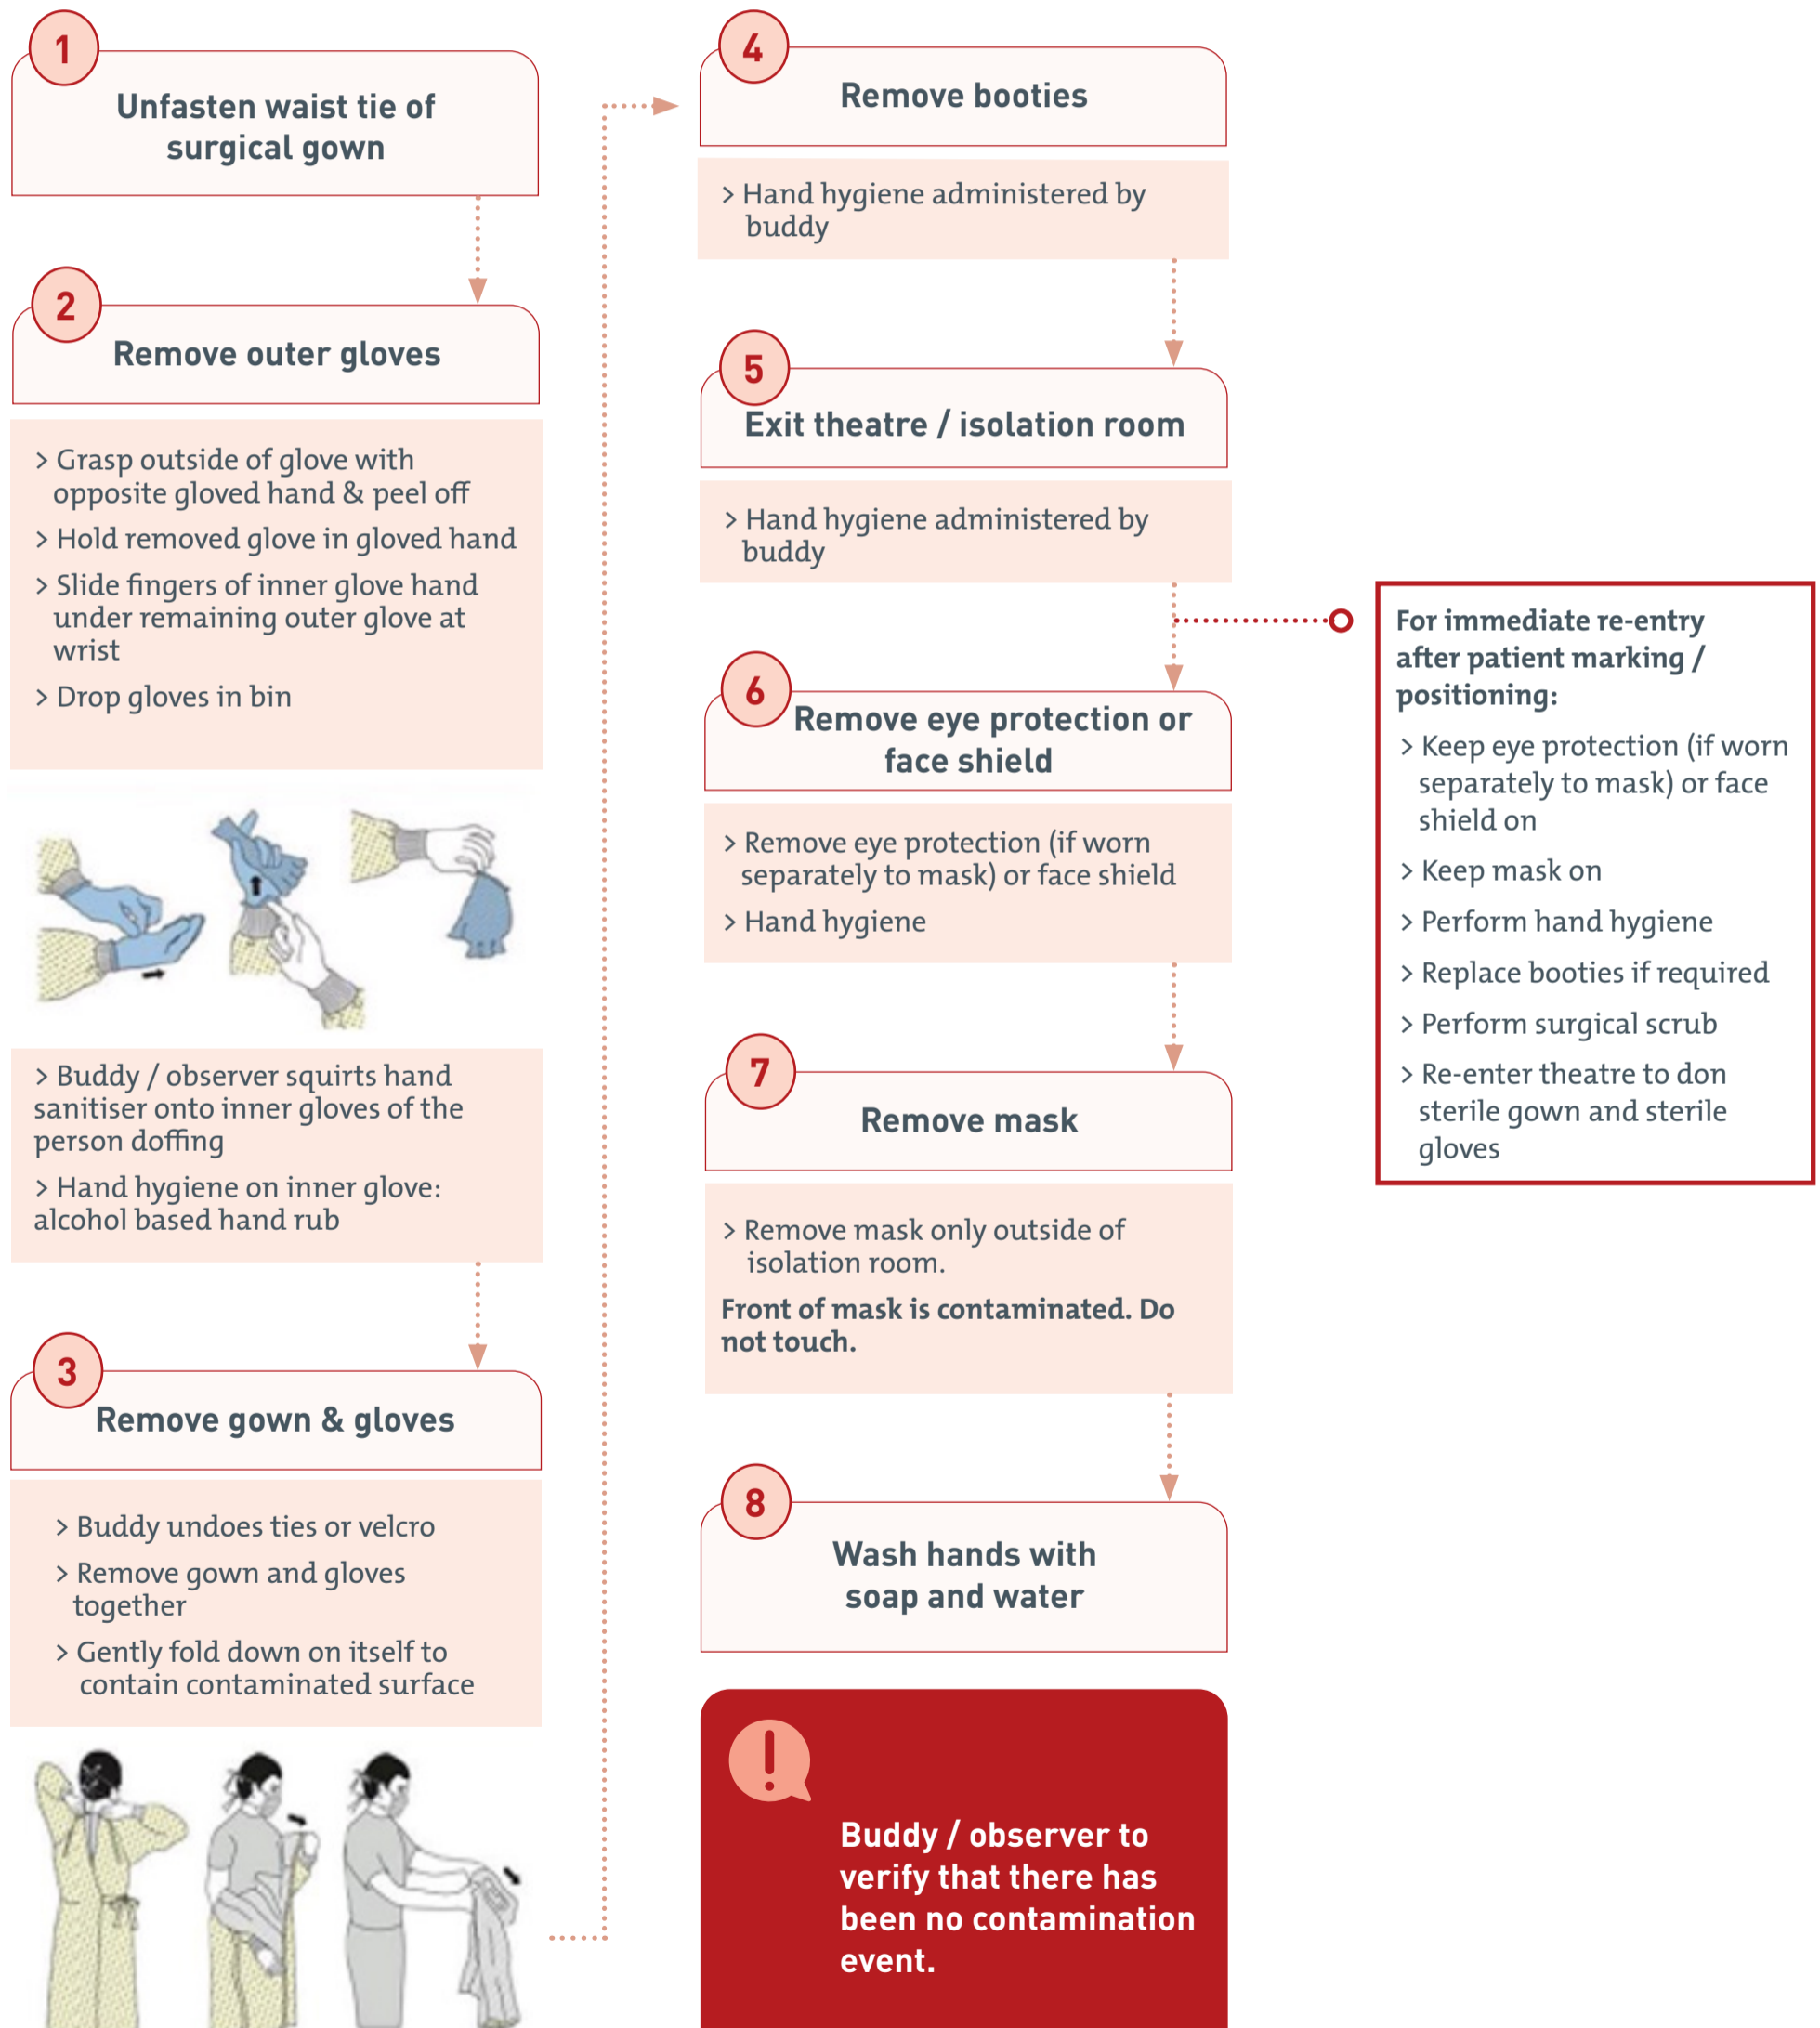 1
Unfasten waist tie of
surgical gown
2
Remove outer gloves
> Grasp outside of glove with
opposite gloved hand & peel off
> Hold removed glove in gloved hand
> Slide fingers of inner glove hand
under remaining outer glove at
wrist
> Drop gloves in bin
> Buddy / observer squirts hand
sanitiser onto inner gloves of the
person doffing
> Hand hygiene on inner glove:
alcohol based hand rub
3
Remove gown & gloves
> Buddy undoes ties or velcro
> Remove gown and gloves
together
> Gently fold down on itself to
contain contaminated surface
4
Remove booties
> Hand hygiene administered by
buddy
5
Exit theatre / isolation room
> Hand hygiene administered by
buddy
For immediate re-entry
after patient marking /
positioning:
> Keep eye protection (if worn
separately to mask) or face
shield on
> Keep mask on
> Perform hand hygiene
> Replace booties if required
> Perform surgical scrub
> Re-enter theatre to don
sterile gown and sterile
gloves
6
Remove eye protection or
face shield
> Remove eye protection (if worn
separately to mask) or face shield
> Hand hygiene
7
Remove mask
> Remove mask only outside of
isolation room.
Front of mask is contaminated. Do
not touch.
8
Wash hands with
soap and water
!
Buddy / observer to
verify that there has
been no contamination
event.